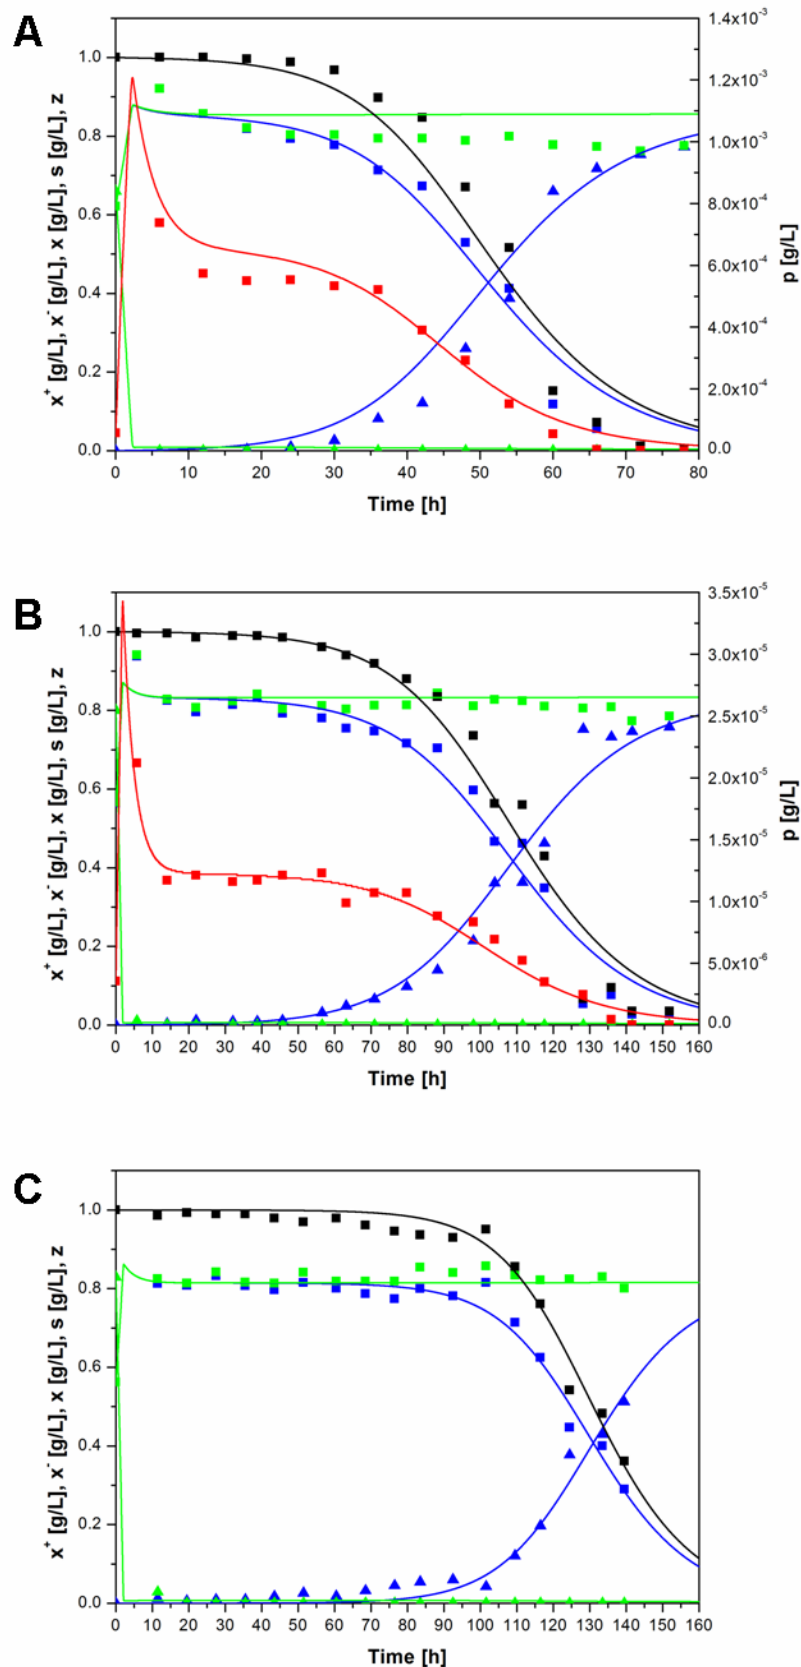 A
1.4x10⁻³
1.0
1.2x10⁻³
0.8
1.0x10⁻³
8.0x10⁻⁴
0.6
6.0x10⁻⁴
0.4
4.0x10⁻⁴
0.2
2.0x10⁻⁴
0.0
0.0
x⁺ [g/L], x⁻ [g/L], x [g/L], s [g/L], z
p [g/L]
0 10 20 30 40 50 60 70 80
Time [h]
B
3.5x10⁻⁵
1.0
3.0x10⁻⁵
0.8
2.5x10⁻⁵
2.0x10⁻⁵
0.6
1.5x10⁻⁵
0.4
1.0x10⁻⁵
0.2
5.0x10⁻⁶
0.0
0.0
x⁺ [g/L], x⁻ [g/L], x [g/L], s [g/L], z
p [g/L]
0 10 20 30 40 50 60 70 80 90 100 110 120 130 140 150 160
Time [h]
C
1.0
0.8
0.6
0.4
0.2
0.0
x⁺ [g/L], x⁻ [g/L], x [g/L], s [g/L], z
0 10 20 30 40 50 60 70 80 90 100 110 120 130 140 150 160
Time [h]